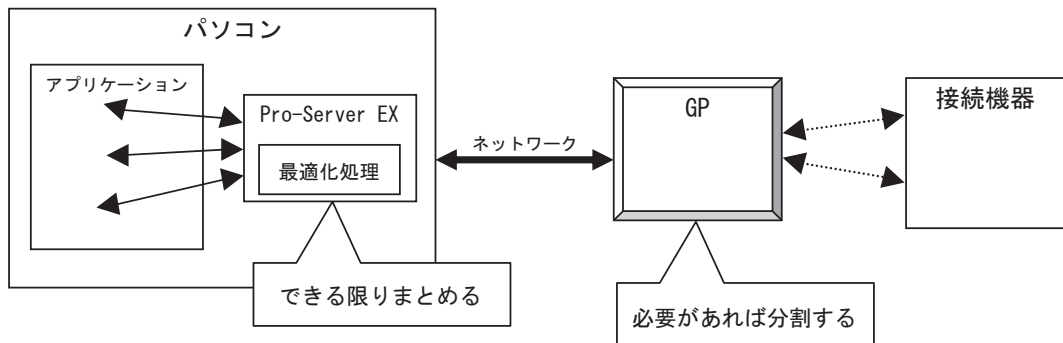 パソコン
アプリケーション
Pro-Server EX
最適化処理
できる限りまとめる
ネットワーク
GP
必要があれば分割する
接続機器